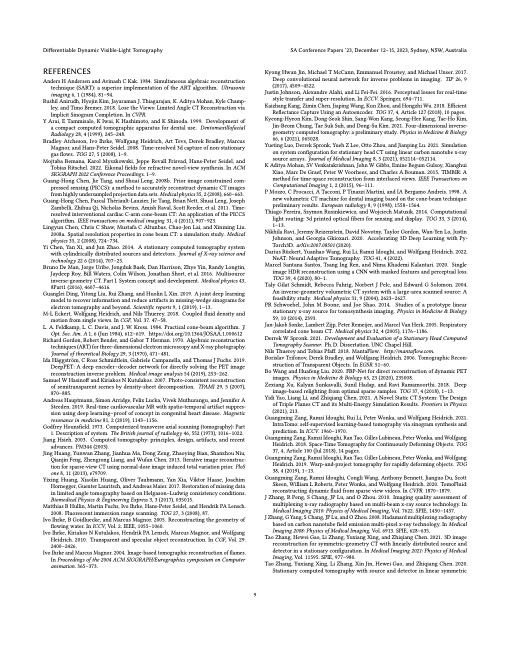 Differentiable Dynamic Visible-Light Tomography
SA Conference Papers '23, December 12–15, 2023, Sydney, NSW, Australia
REFERENCES
Anders H Andersen and Avinash C Kak. 1984. Simultaneous algebraic reconstruction
technique (SART): a superior implementation of the ART algorithm. Ultrasonic
imaging 6, 1 (1984), 81–94.
Rushil Anirudh, Hyojin Kim, Jayaraman J. Thiagarajan, K. Aditya Mohan, Kyle Champ-
ley, and Timo Bremer. 2018. Lose the Views: Limited Angle CT Reconstruction via
Implicit Sinogram Completion. In CVPR.
Y Arai, E Tammisalo, K Iwai, K Hashimoto, and K Shinoda. 1999. Development of
a compact computed tomographic apparatus for dental use. Dentomaxillofacial
Radiology 28, 4 (1999), 245–248.
Bradley Atcheson, Ivo Ihrke, Wolfgang Heidrich, Art Tevs, Derek Bradley, Marcus
Magnor, and Hans-Peter Seidel. 2008. Time-resolved 3d capture of non-stationary
gas flows. TOG 27, 5 (2008), 1–9.
Mojtaba Bemana, Karol Myszkowski, Jeppe Revall Frisvad, Hans-Peter Seidel, and
Tobias Ritschel. 2022. Eikonal fields for refractive novel-view synthesis. In ACM
SIGGRAPH 2022 Conference Proceedings. 1–9.
Guang-Hong Chen, Jie Tang, and Shuai Leng. 2008. Prior image constrained com-
pressed sensing (PICCS): a method to accurately reconstruct dynamic CT images
from highly undersampled projection data sets. Medical physics 35, 2 (2008), 660–663.
Guang-Hong Chen, Pascal Thériault-Lauzier, Jie Tang, Brian Nett, Shuai Leng, Joseph
Zambelli, Zhihua Qi, Nicholas Bevins, Amish Raval, Scott Reeder, et al. 2011. Time-
resolved interventional cardiac C-arm cone-beam CT: An application of the PICCS
algorithm. IEEE transactions on medical imaging 31, 4 (2011), 907–923.
Lingyun Chen, Chris C Shaw, Mustafa C Altunbas, Chao-Jen Lai, and Xinming Liu.
2008. Spatial resolution properties in cone beam CT: a simulation study. Medical
physics 35, 2 (2008), 724–734.
Yi Chen, Yan Xi, and Jun Zhao. 2014. A stationary computed tomography system
with cylindrically distributed sources and detectors. Journal of X-ray science and
technology 22, 6 (2014), 707–725.
Bruno De Man, Jorge Uribe, Jongduk Baek, Dan Harrison, Zhye Yin, Randy Longtin,
Jaydeep Roy, Bill Waters, Colin Wilson, Jonathan Short, et al. 2016. Multisource
inverse-geometry CT. Part I. System concept and development. Medical physics 43,
8Part1 (2016), 4607–4616.
Guanglei Ding, Yitong Liu, Rui Zhang, and Huolin L Xin. 2019. A joint deep learning
model to recover information and reduce artifacts in missing-wedge sinograms for
electron tomography and beyond. Scientific reports 9, 1 (2019), 1–13.
M-L Eckert, Wolfgang Heidrich, and Nils Thuerey. 2018. Coupled fluid density and
motion from single views. In CGF, Vol. 37. 47–58.
L. A. Feldkamp, L. C. Davis, and J. W. Kress. 1984. Practical cone-beam algorithm. J.
Opt. Soc. Am. A 1, 6 (Jun 1984), 612–619. https://doi.org/10.1364/JOSAA.1.000612
Richard Gordon, Robert Bender, and Gabor T Herman. 1970. Algebraic reconstruction
techniques (ART) for three-dimensional electron microscopy and X-ray photography.
Journal of theoretical Biology 29, 3 (1970), 471–481.
Ida Häggström, C Ross Schmidtlein, Gabriele Campanella, and Thomas J Fuchs. 2019.
DeepPET: A deep encoder–decoder network for directly solving the PET image
reconstruction inverse problem. Medical image analysis 54 (2019), 253–262.
Samuel W Hasinoff and Kiriakos N Kutulakos. 2007. Photo-consistent reconstruction
of semitransparent scenes by density-sheet decomposition. TPAMI 29, 5 (2007),
870–885.
Andreas Hauptmann, Simon Arridge, Felix Lucka, Vivek Muthurangu, and Jennifer A
Steeden. 2019. Real-time cardiovascular MR with spatio-temporal artifact suppres-
sion using deep learning–proof of concept in congenital heart disease. Magnetic
resonance in medicine 81, 2 (2019), 1143–1156.
Godfrey Hounsfield. 1973. Computerized transverse axial scanning (tomography): Part
1. Description of system. The British journal of radiology 46, 552 (1973), 1016–1022.
Jiang Hsieh. 2003. Computed tomography: principles, design, artifacts, and recent
advances. PM344 (2003)
Jing Huang, Yunwan Zhang, Jianhua Ma, Dong Zeng, Zhaoying Bian, Shanzhou Niu,
Qianjin Feng, Zhengrong Liang, and Wufan Chen. 2013. Iterative image reconstruc-
tion for sparse-view CT using normal-dose image induced total variation prior. PloS
one 8, 11 (2013), e79709.
Yixing Huang, Xiaolin Huang, Oliver Taubmann, Yan Xia, Viktor Haase, Joachim
Hornegger, Guenter Lauritsch, and Andreas Maier. 2017. Restoration of missing data
in limited angle tomography based on Helgason–Ludwig consistency conditions.
Biomedical Physics & Engineering Express 3, 3 (2017), 035015.
Matthias B Hullin, Martin Fuchs, Ivo Ihrke, Hans-Peter Seidel, and Hendrik PA Lensch.
2008. Fluorescent immersion range scanning. TOG 27, 3 (2008), 87.
Ivo Ihrke, B Goidluecke, and Marcus Magnor. 2005. Reconstructing the geometry of
flowing water. In ICCV, Vol. 2. IEEE, 1055–1060.
Ivo Ihrke, Kiriakos N Kutulakos, Hendrik PA Lensch, Marcus Magnor, and Wolfgang
Heidrich. 2010. Transparent and specular object reconstruction. In CGF, Vol. 29.
2400–2426.
Ivo Ihrke and Marcus Magnor. 2004. Image-based tomographic reconstruction of flames.
In Proceedings of the 2004 ACM SIGGRAPH/Eurographics symposium on Computer
animation. 365–373.
Kyong Hwan Jin, Michael T McCann, Emmanuel Froustey, and Michael Unser. 2017.
Deep convolutional neural network for inverse problems in imaging. TIP 26, 9
(2017), 4509–4522.
Justin Johnson, Alexandre Alahi, and Li Fei-Fei. 2016. Perceptual losses for real-time
style transfer and super-resolution. In ECCV. Springer, 694–711.
Kaizhang Kang, Zimin Chen, Jiaping Wang, Kun Zhou, and Hongzhi Wu. 2018. Efficient
Reflectance Capture Using an Autoencoder. TOG 37, 4, Article 127 (2018), 10 pages.
Kyeong-Hyeon Kim, Dong-Seok Shin, Sang-Won Kang, Seong-Hee Kang, Tae-Ho Kim,
Jin-Beom Chung, Tae Suk Suh, and Dong-Su Kim. 2021. Four-dimensional inverse-
geometry computed tomography: a preliminary study. Physics in Medicine & Biology
66, 6 (2021), 065028.
Yueting Luo, Derrek Spronk, Yueh Z Lee, Otto Zhou, and Jianping Lu. 2021. Simulation
on system configuration for stationary head CT using linear carbon nanotube x-ray
source arrays. Journal of Medical Imaging 8, 5 (2021), 052114–052114.
K Aditya Mohan, SV Venkatakrishnan, John W Gibbs, Emine Begum Gulsoy, Xianghui
Xiao, Marc De Graef, Peter W Voorhees, and Charles A Bouman. 2015. TIMBIR: A
method for time-space reconstruction from interlaced views. IEEE Transactions on
Computational Imaging 1, 2 (2015), 96–111.
P Mozzo, C Procacci, A Tacconi, P Tinazzi Martini, and IA Bergamo Andreis. 1998. A
new volumetric CT machine for dental imaging based on the cone-beam technique:
preliminary results. European radiology 8, 9 (1998), 1558–1564.
Thiago Pereira, Szymon Rusinkiewicz, and Wojciech Matusik. 2014. Computational
light routing: 3d printed optical fibers for sensing and display. TOG 33, 3 (2014),
1–13.
Nikhila Ravi, Jeremy Reizenstein, David Novotny, Taylor Gordon, Wan-Yen Lo, Justin
Johnson, and Georgia Gkioxari. 2020. Accelerating 3D Deep Learning with Py-
Torch3D. arXiv:2007.08501 (2020).
Darius Rückert, Yuanhao Wang, Rui Li, Ramzi Idoughi, and Wolfgang Heidrich. 2022.
NeAT: Neural Adaptive Tomography. TOG 41, 4 (2022).
Marcel Santana Santos, Tsang Ing Ren, and Nima Khademi Kalantari. 2020. Single
image HDR reconstruction using a CNN with masked features and perceptual loss.
TOG 39, 4 (2020), 80–1.
Taly Gilat Schmidt, Rebecca Fahrig, Norbert J Pelc, and Edward G Solomon. 2004.
An inverse-geometry volumetric CT system with a large-area scanned source: A
feasibility study. Medical physics 31, 9 (2004), 2623–2627.
EM Schwoebel, John M Boone, and Joe Shao. 2014. Studies of a prototype linear
stationary x-ray source for tomosynthesis imaging. Physics in Medicine & Biology
59, 10 (2014), 2393.
Jan-Jakob Sonke, Lambert Zijp, Peter Remeijer, and Marcel Van Herk. 2005. Respiratory
correlated cone beam CT. Medical physics 32, 4 (2005), 1176–1186.
Derrek W Spronk. 2021. Development and Evaluation of a Stationary Head Computed
Tomography Scanner. Ph. D. Dissertation. UNC Chapel Hill.
Nils Thuerey and Tobias Pfaff. 2018. MantaFlow. http://mantaflow.com.
Borislav Trifonov, Derek Bradley, and Wolfgang Heidrich. 2006. Tomographic Recon-
struction of Transparent Objects. In EGSR. 51–60.
Bo Wang and Huafeng Liu. 2020. FBP-Net for direct reconstruction of dynamic PET
images. Physics in Medicine & Biology 65, 23 (2020), 235008.
Zexiang Xu, Kalyan Sunkavalli, Sunil Hadap, and Ravi Ramamoorthi. 2018. Deep
image-based relighting from optimal sparse samples. TOG 37, 4 (2018), 1–13.
Yidi Yao, Liang Li, and Zhiqiang Chen. 2021. A Novel Static CT System: The Design
of Triple Planes CT and its Multi-Energy Simulation Results. Frontiers in Physics
(2021), 213.
Guangming Zang, Ramzi Idoughi, Rui Li, Peter Wonka, and Wolfgang Heidrich. 2021.
IntraTomo: self-supervised learning-based tomography via sinogram synthesis and
prediction. In ICCV. 1960–1970.
Guangming Zang, Ramzi Idoughi, Ran Tao, Gilles Lubineau, Peter Wonka, and Wolfgang
Heidrich. 2018. Space-Time Tomography for Continuously Deforming Objects. TOG
37, 4, Article 100 (Jul 2018), 14 pages.
Guangming Zang, Ramzi Idoughi, Ran Tao, Gilles Lubineau, Peter Wonka, and Wolfgang
Heidrich. 2019. Warp-and-project tomography for rapidly deforming objects. TOG
38, 4 (2019), 1–13.
Guangming Zang, Ramzi Idoughi, Congli Wang, Anthony Bennett, Jianguo Du, Scott
Skeen, William L Roberts, Peter Wonka, and Wolfgang Heidrich. 2020. TomoFluid:
reconstructing dynamic fluid from sparse view videos. In CVPR. 1870–1879.
J Zhang, R Peng, S Chang, JP Lu, and O Zhou. 2010. Imaging quality assessment of
multiplexing x-ray radiography based on multi-beam x-ray source technology. In
Medical Imaging 2010: Physics of Medical Imaging, Vol. 7622. SPIE, 1450–1457.
J Zhang, G Yang, S Chang, JP Lu, and O Zhou. 2008. Hadamard multiplexing radiography
based on carbon nanotube field emission multi-pixel x-ray technology. In Medical
Imaging 2008: Physics of Medical Imaging, Vol. 6913. SPIE, 628–635.
Tao Zhang, Hewei Gao, Li Zhang, Yuxiang Xing, and Zhiqiang Chen. 2021. 3D image
reconstruction for symmetric-geometry CT with linearly distributed source and
detector in a stationary configuration. In Medical Imaging 2021: Physics of Medical
Imaging, Vol. 11595. SPIE, 977–984.
Tao Zhang, Yuxiang Xing, Li Zhang, Xin Jin, Hewei Gao, and Zhiqiang Chen. 2020.
Stationary computed tomography with source and detector in linear symmetric
9